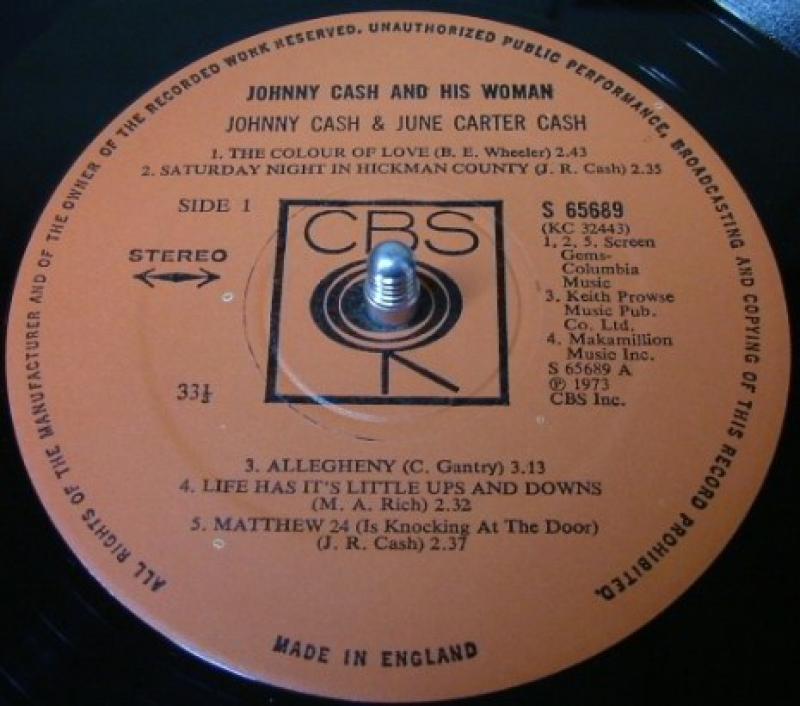 ALL RIGHTS OF THE MANUFACTURER AND OF THE OWNER OF THE RECORDED WORK RESERVED. UNAUTHORIZED PUBLIC PERFORMANCE, BROADCASTING AND COPYING OF THIS RECORD PROHIBITED.
JOHNNY CASH AND HIS WOMAN
JOHNNY CASH & JUNE CARTER CASH
1. THE COLOUR OF LOVE (B. E. Wheeler) 2.43
2. SATURDAY NIGHT IN HICKMAN COUNTY (J. R. Cash) 2.35
SIDE 1
STEREO
33⅓
CBS
S 65689
(KC 32443)
1, 2, 5. Screen
Gems-
Columbia
Music
3. Keith Prowse
Music Pub.
Co. Ltd.
4. Makamillion
Music Inc.
S 65689 A
℗ 1973
CBS Inc.
3. ALLEGHENY (C. Gantry) 3.13
4. LIFE HAS IT'S LITTLE UPS AND DOWNS
(M. A. Rich) 2.32
5. MATTHEW 24 (Is Knocking At The Door)
(J. R. Cash) 2.37
MADE IN ENGLAND